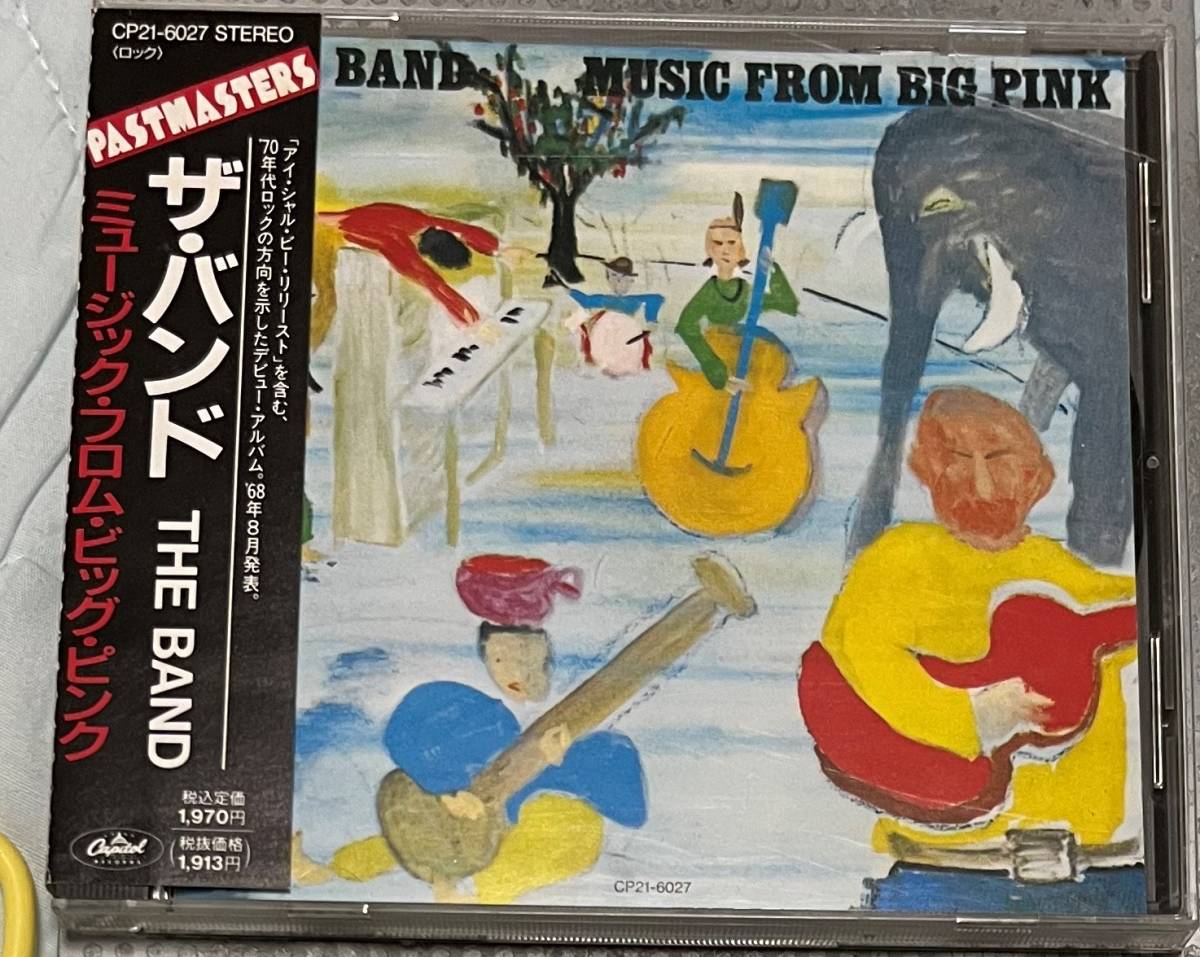 CP21-6027 STEREO
〈ロック〉
PASTMASTERS
「アイ・シャル・ビー・リリースト」を含む、
'70年代ロックの方向を示したデビュー・アルバム。'68年8月発表。
ザ・バンド THE BAND
ミュージック・フロム・ビッグ・ピンク
税込定価
1,970円
(税抜価格
1,913円)
Capitol
RECORDS
BAND MUSIC FROM BIG PINK
CP21-6027